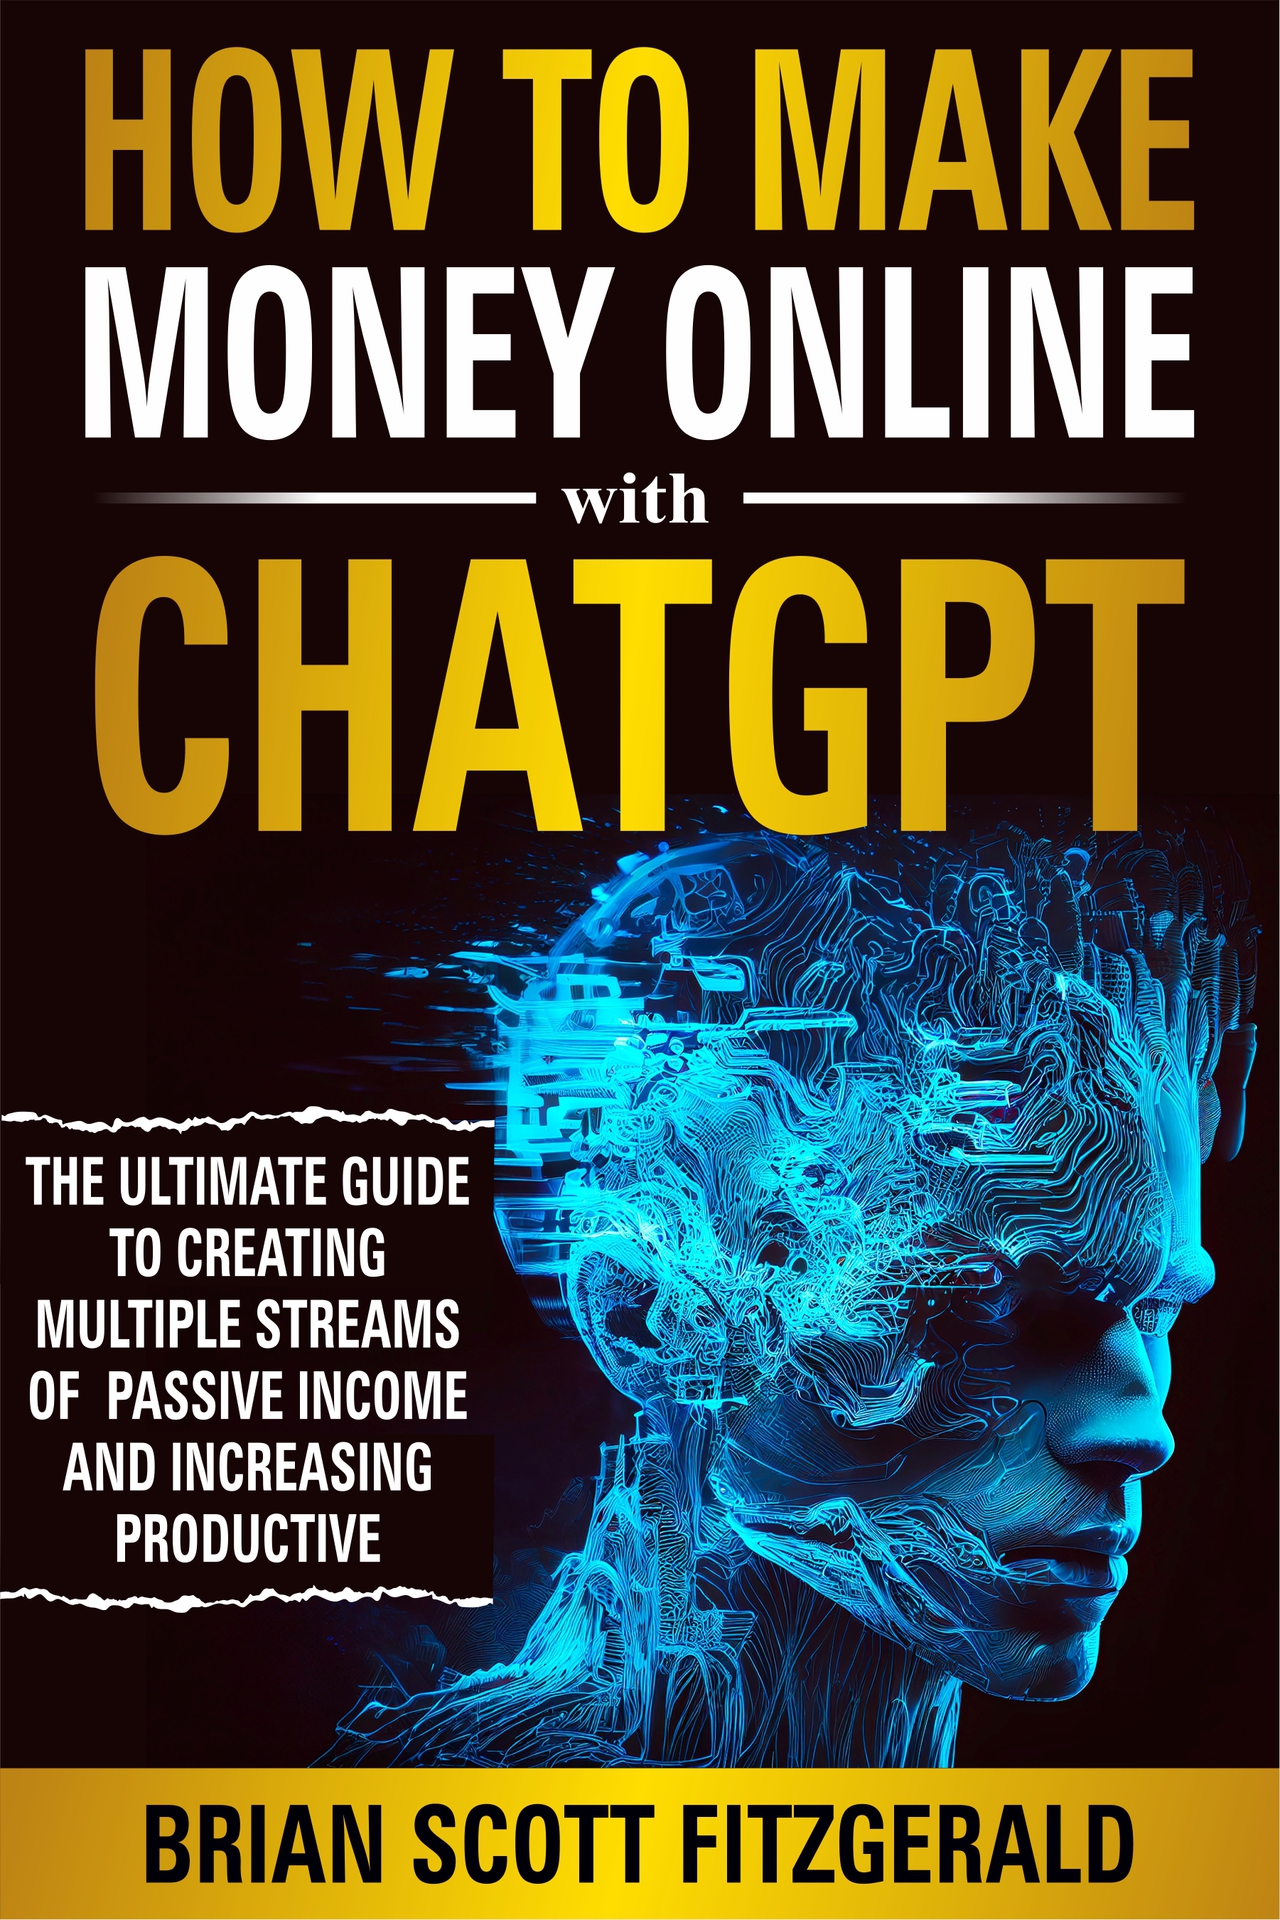 HOW TO MAKE
MONEY ONLINE
with
CHATGPT
THE ULTIMATE GUIDE
TO CREATING
MULTIPLE STREAMS
OF PASSIVE INCOME
AND INCREASING
PRODUCTIVE
BRIAN SCOTT FITZGERALD